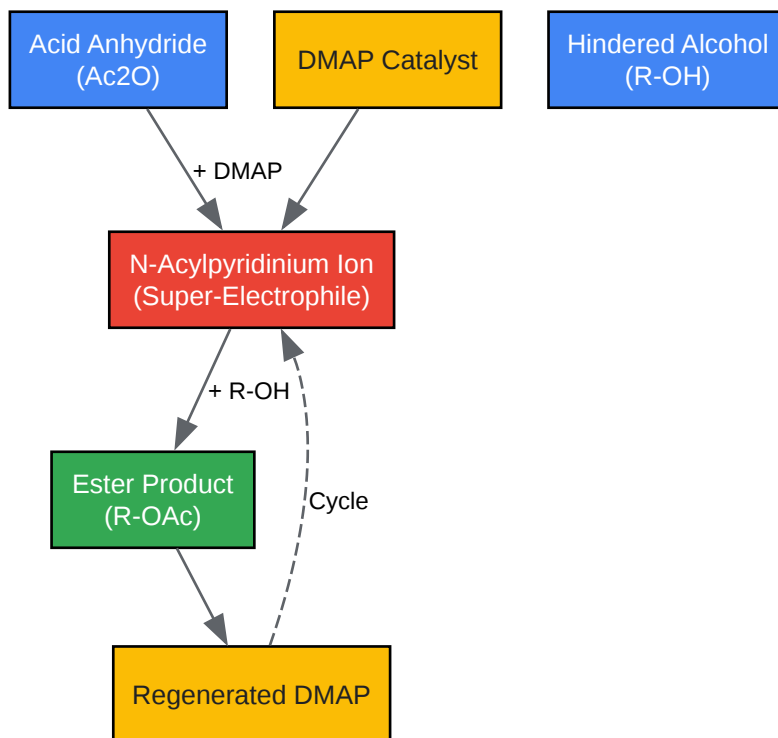 Acid Anhydride
(Ac2O)
DMAP Catalyst
Hindered Alcohol
(R-OH)
+ DMAP
N-Acylpyridinium Ion
(Super-Electrophile)
+ R-OH
Ester Product
(R-OAc)
Cycle
Regenerated DMAP